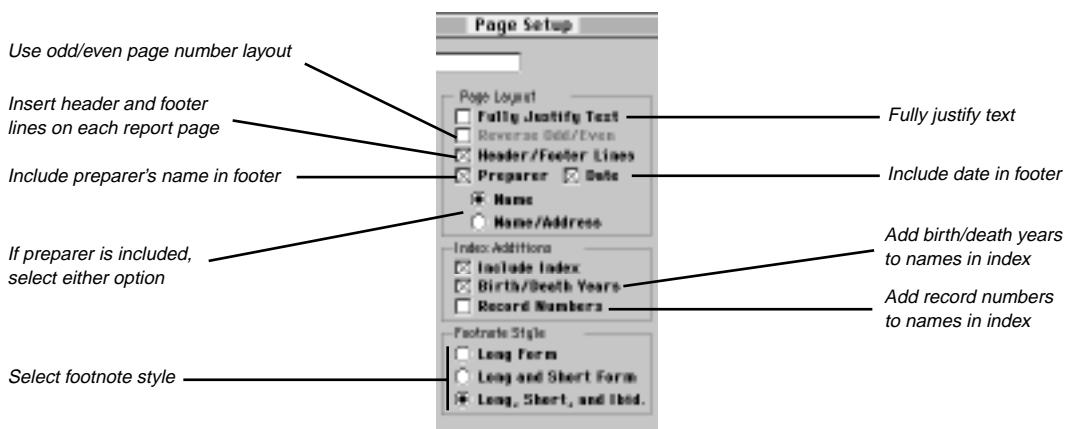 Page Setup
Use odd/even page number layout
Insert header and footer
lines on each report page
Include preparer's name in footer
If preparer is included,
select either option
Select footnote style
Page Layout
Fully Justify Text
Reverse Odd/Even
Header/Footer Lines
Preparer
Date
Name
Name/Address
Index Additions
Include Index
Birth/Death Years
Record Numbers
Footnote Style
Long Form
Long and Short Form
Long, Short, and Ibid.
Fully justify text
Include date in footer
Add birth/death years
to names in index
Add record numbers
to names in index